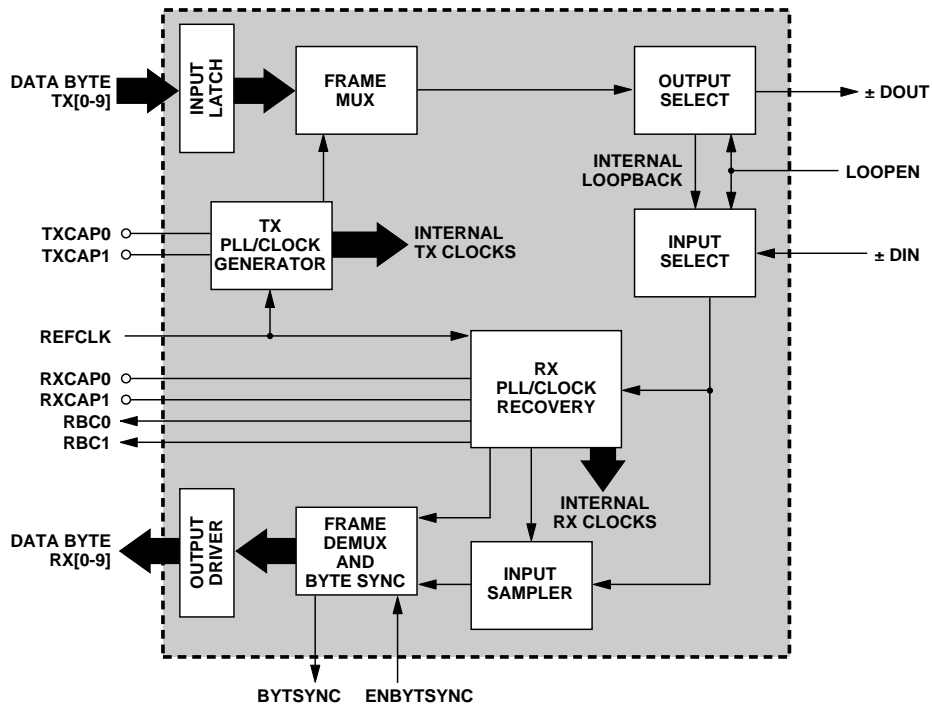 DATA BYTE
TX[0-9]
INPUT
LATCH
FRAME
MUX
OUTPUT
SELECT
± DOUT
INTERNAL
LOOPBACK
LOOPEN
TXCAP0
TXCAP1
TX
PLL/CLOCK
GENERATOR
INTERNAL
TX CLOCKS
INPUT
SELECT
± DIN
REFCLK
RXCAP0
RXCAP1
RBC0
RBC1
RX
PLL/CLOCK
RECOVERY
INTERNAL
RX CLOCKS
DATA BYTE
RX[0-9]
OUTPUT
DRIVER
FRAME
DEMUX
AND
BYTE SYNC
INPUT
SAMPLER
BYTSYNC
ENBYTSYNC